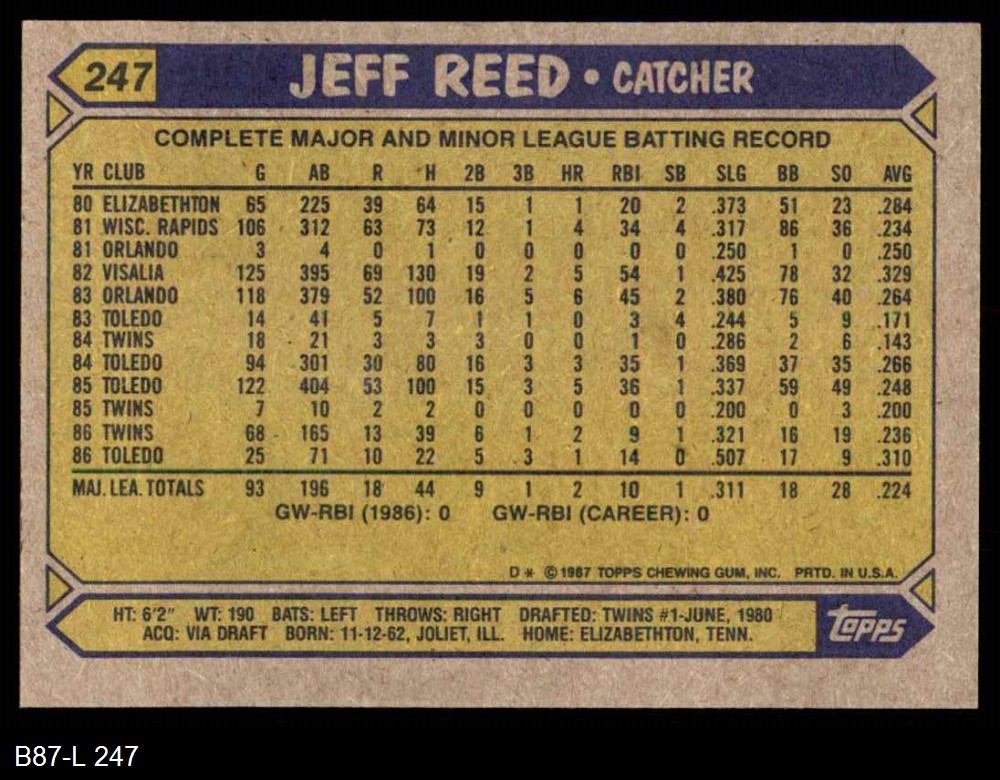 247 JEFF REED • CATCHER
COMPLETE MAJOR AND MINOR LEAGUE BATTING RECORD
YR CLUB G AB R H 2B 3B HR RBI SB SLG BB SO AVG
80 ELIZABETHTON 65 225 39 64 15 1 1 20 2 .373 51 23 .284
81 WISC. RAPIDS 106 312 63 73 12 1 4 34 4 .317 86 36 .234
81 ORLANDO 3 4 0 1 0 0 0 0 0 .250 1 0 .250
82 VISALIA 125 395 69 130 19 2 5 54 1 .425 78 32 .329
83 ORLANDO 118 379 52 100 16 5 6 45 2 .380 76 40 .264
83 TOLEDO 14 41 5 7 1 1 0 3 4 .244 5 9 .171
84 TWINS 18 21 3 3 3 0 0 1 0 .286 2 6 .143
84 TOLEDO 94 301 30 80 16 3 3 35 1 .369 37 35 .266
85 TOLEDO 122 404 53 100 15 3 5 36 1 .337 59 49 .248
85 TWINS 7 10 2 2 0 0 0 0 0 .200 0 3 .200
86 TWINS 68 165 13 39 6 1 2 9 1 .321 16 19 .236
86 TOLEDO 25 71 10 22 5 3 1 14 0 .507 17 9 .310
MAJ. LEA. TOTALS 93 196 18 44 9 1 2 10 1 .311 18 28 .224
GW-RBI (1986): 0 GW-RBI (CAREER): 0
D* © 1987 TOPPS CHEWING GUM, INC. PRTD. IN U.S.A.
HT: 6'2" WT: 190 BATS: LEFT THROWS: RIGHT DRAFTED: TWINS #1-JUNE, 1980
ACQ: VIA DRAFT BORN: 11-12-62, JOLIET, ILL. HOME: ELIZABETHTON, TENN.
Topps
B87-L 247